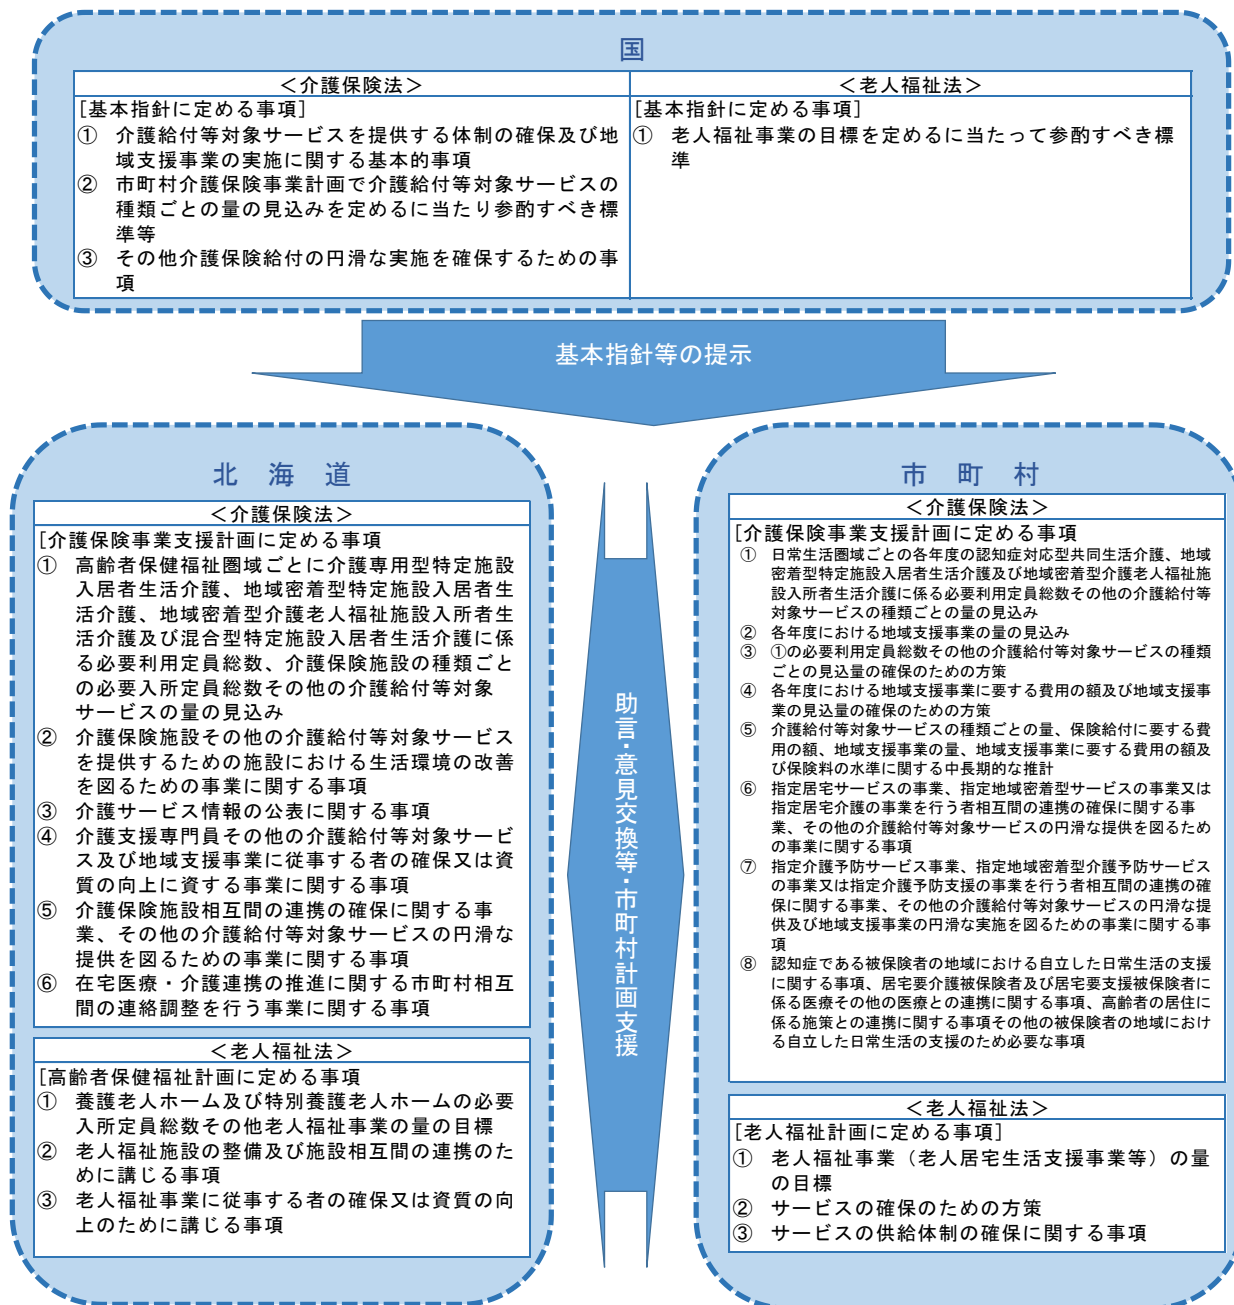 国
＜介護保険法＞
[基本指針に定める事項]
① 介護給付等対象サービスを提供する体制の確保及び地
域支援事業の実施に関する基本的事項
② 市町村介護保険事業計画で介護給付等対象サービスの
種類ごとの量の見込みを定めるに当たり参酌すべき標
準等
③ その他介護保険給付の円滑な実施を確保するための事
項
＜老人福祉法＞
[基本指針に定める事項]
① 老人福祉事業の目標を定めるに当たって参酌すべき標
準
基本指針等の提示
北 海 道
＜介護保険法＞
[介護保険事業支援計画に定める事項
① 高齢者保健福祉圏域ごとに介護専用型特定施設
入居者生活介護、地域密着型特定施設入居者生
活介護、地域密着型介護老人福祉施設入所者生
活介護及び混合型特定施設入居者生活介護に係
る必要利用定員総数、介護保険施設の種類ごと
の必要入所定員総数その他の介護給付等対象
サービスの量の見込み
② 介護保険施設その他の介護給付等対象サービス
を提供するための施設における生活環境の改善
を図るための事業に関する事項
③ 介護サービス情報の公表に関する事項
④ 介護支援専門員その他の介護給付等対象サービ
ス及び地域支援事業に従事する者の確保又は資
質の向上に資する事業に関する事項
⑤ 介護保険施設相互間の連携の確保に関する事
業、その他の介護給付等対象サービスの円滑な
提供を図るための事業に関する事項
⑥ 在宅医療・介護連携の推進に関する市町村相互
間の連絡調整を行う事業に関する事項
＜老人福祉法＞
[高齢者保健福祉計画に定める事項
① 養護老人ホーム及び特別養護老人ホームの必要
入所定員総数その他老人福祉事業の量の目標
② 老人福祉施設の整備及び施設相互間の連携のた
めに講じる事項
③ 老人福祉事業に従事する者の確保又は資質の向
上のために講じる事項
助言・意見交換等・市町村計画支援
市 町 村
＜介護保険法＞
[介護保険事業支援計画に定める事項
① 日常生活圏域ごとの各年度の認知症対応型共同生活介護、地域
密着型特定施設入居者生活介護及び地域密着型介護老人福祉施
設入所者生活介護に係る必要利用定員総数その他の介護給付等
対象サービスの種類ごとの量の見込み
② 各年度における地域支援事業の量の見込み
③ ①の必要利用定員総数その他の介護給付等対象サービスの種類
ごとの見込量の確保のための方策
④ 各年度における地域支援事業に要する費用の額及び地域支援事
業の見込量の確保のための方策
⑤ 介護給付等対象サービスの種類ごとの量、保険給付に要する費
用の額、地域支援事業の量、地域支援事業に要する費用の額及
び保険料の水準に関する中長期的な推計
⑥ 指定居宅サービスの事業、指定地域密着型サービスの事業又は
指定居宅介護の事業を行う者相互間の連携の確保に関する事
業、その他の介護給付等対象サービスの円滑な提供を図るため
の事業に関する事項
⑦ 指定介護予防サービス事業、指定地域密着型介護予防サービス
の事業又は指定介護予防支援の事業を行う者相互間の連携の確
保に関する事業、その他の介護給付等対象サービスの円滑な提
供及び地域支援事業の円滑な実施を図るための事業に関する事
項
⑧ 認知症である被保険者の地域における自立した日常生活の支援
に関する事項、居宅要介護被保険者及び居宅要支援被保険者に
係る医療その他の医療との連携に関する事項、高齢者の居住に
係る施策との連携に関する事項その他の被保険者の地域におけ
る自立した日常生活の支援のため必要な事項
＜老人福祉法＞
[老人福祉計画に定める事項]
① 老人福祉事業（老人居宅生活支援事業等）の量
の目標
② サービスの確保のための方策
③ サービスの供給体制の確保に関する事項